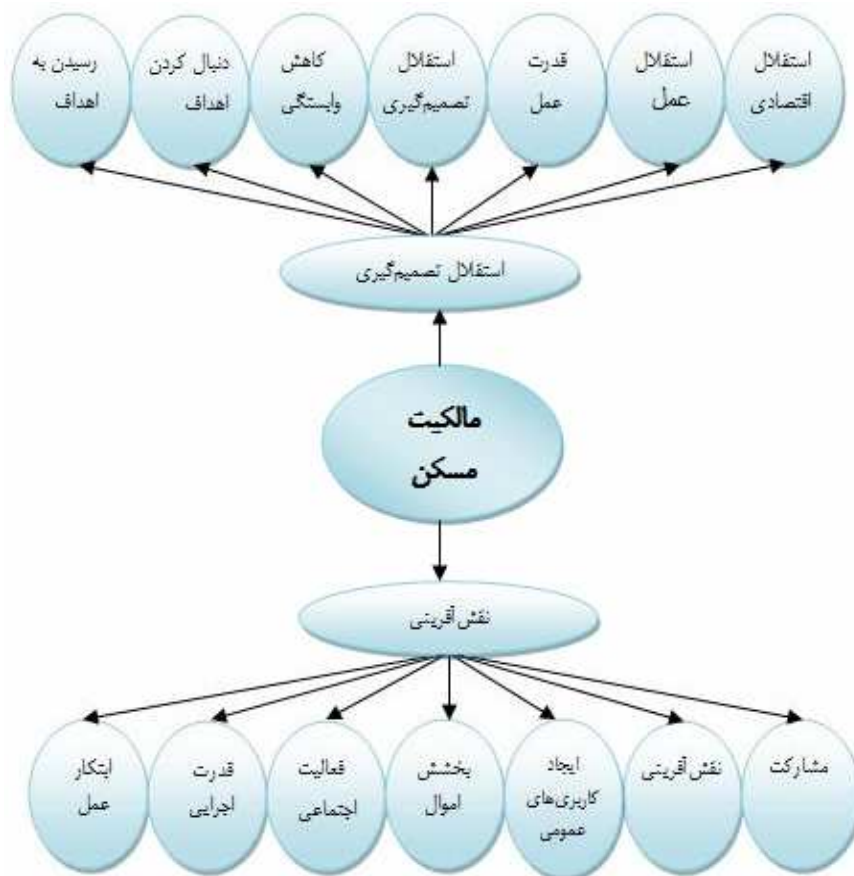 استقلال
اقتصادی
استقلال
عمل
قدرت
عمل
استقلال
تصمیم‌گیری
کاهش
وابستگی
دنبال کردن
اهداف
رسیدن به
اهداف
استقلال تصمیم‌گیری
مالکیت
مسکن
نقش‌آفرینی
مشارکت
نقش‌آفرینی
ایجاد
کاربری‌های
عمومی
بخشش
اموال
فعالیت
اجتماعی
قدرت
اجرایی
ابتکار
عمل